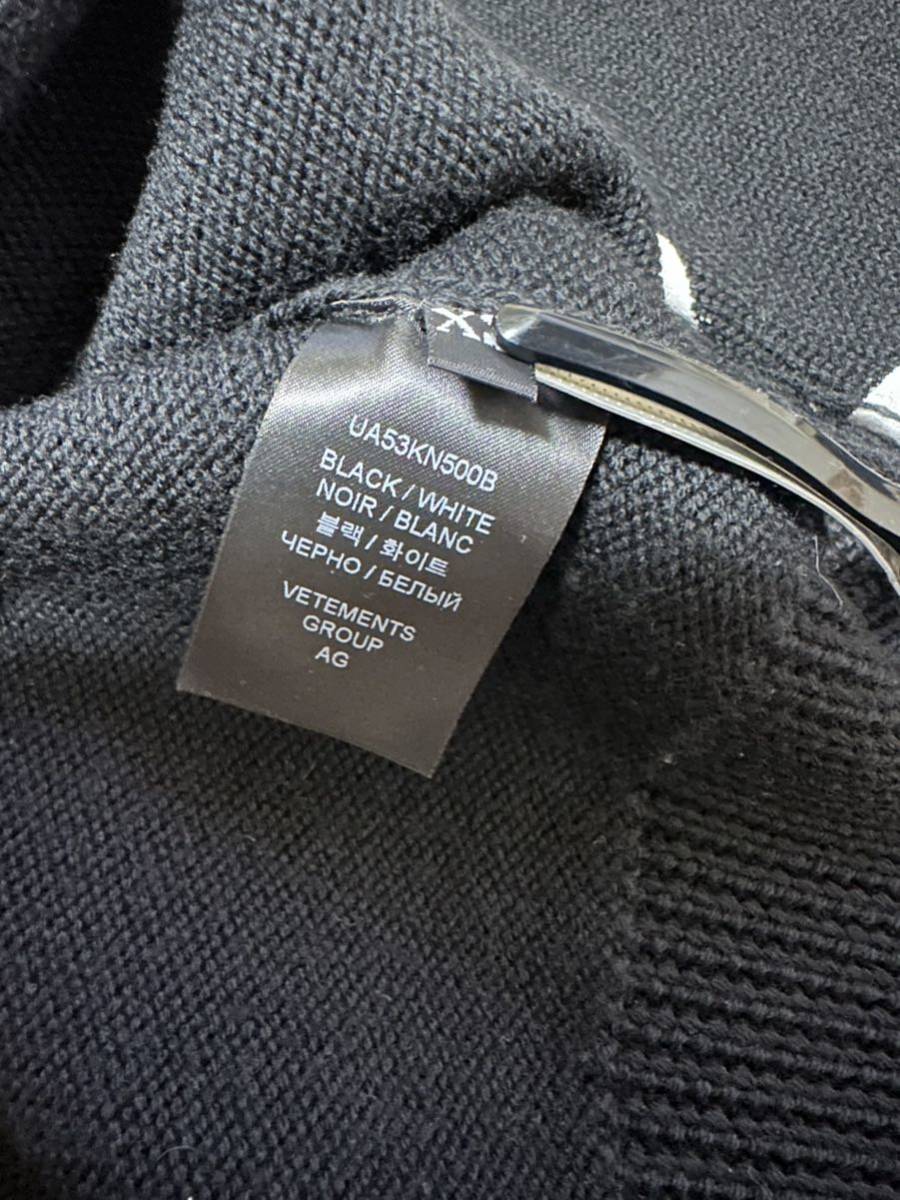 UA53KN500B
BLACK / WHITE
NOIR / BLANC
블랙 / 화이트
ЧЕРНО / БЕЛЫЙ
VETEMENTS
GROUP
AG